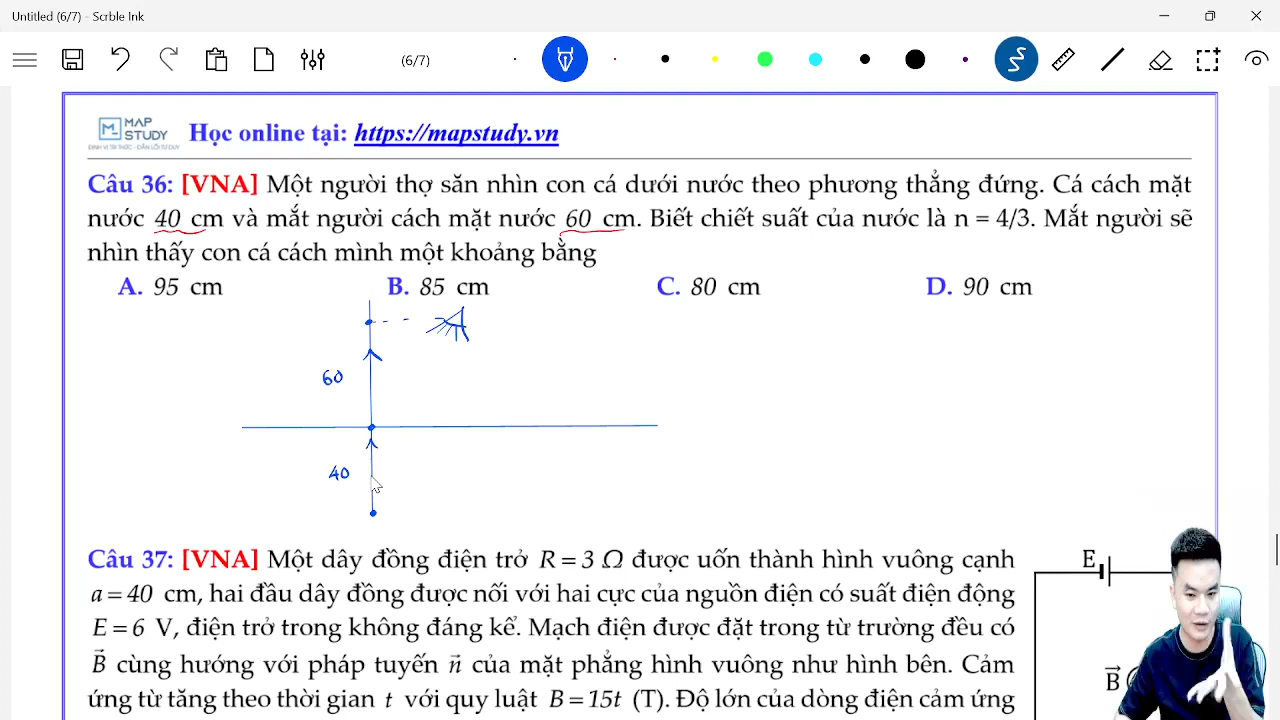 Untitled (6/7) - Scrble Ink
(6/7)
MAP STUDY
Học online tại: https://mapstudy.vn
Câu 36: [VNA] Một người thợ săn nhìn con cá dưới nước theo phương thẳng đứng. Cá cách mặt
nước 40 cm và mắt người cách mặt nước 60 cm. Biết chiết suất của nước là n = 4/3. Mắt người sẽ
nhìn thấy con cá cách mình một khoảng bằng
A. 95 cm B. 85 cm C. 80 cm D. 90 cm
60
40
Câu 37: [VNA] Một dây đồng điện trở R = 3 Ω được uốn thành hình vuông cạnh
a = 40 cm, hai đầu dây đồng được nối với hai cực của nguồn điện có suất điện động
E = 6 V, điện trở trong không đáng kể. Mạch điện được đặt trong từ trường đều có
B⃗ cùng hướng với pháp tuyến n⃗ của mặt phẳng hình vuông như hình bên. Cảm
ứng từ tăng theo thời gian t với quy luật B = 15t (T). Độ lớn của dòng điện cảm ứng
E
B⃗